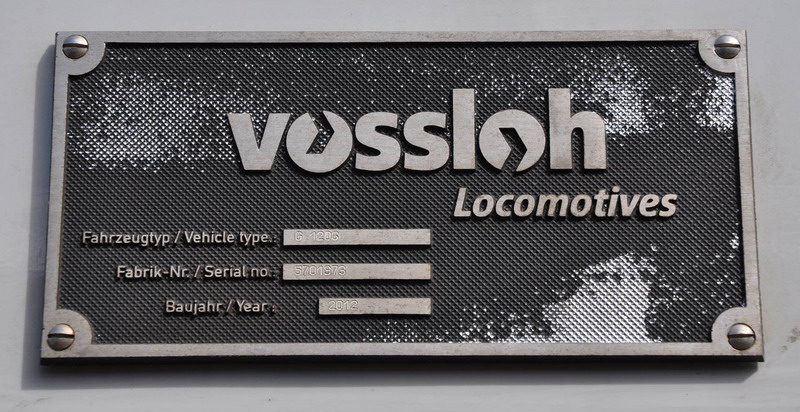 vossloh
Locomotives
Fahrzeugtyp / Vehicle type.: G 1206
Fabrik-Nr. / Serial no.: 5701973
Baujahr / Year: 2012